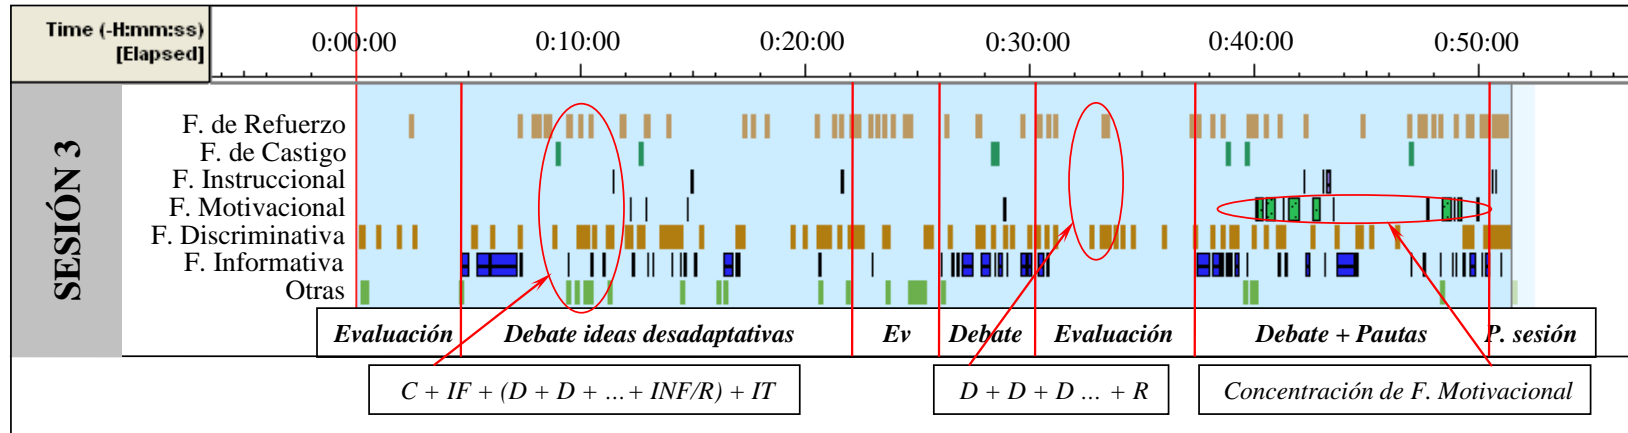 Time (-H:mm:ss)
[Elapsed]
0:00:00 0:10:00 0:20:00 0:30:00 0:40:00 0:50:00
SESIÓN 3
F. de Refuerzo
F. de Castigo
F. Instruccional
F. Motivacional
F. Discriminativa
F. Informativa
Otras
Evaluación Debate ideas desadaptativas Ev Debate Evaluación Debate + Pautas P. sesión
C + IF + (D + D + ...+ INF/R) + IT D + D + D ... + R Concentración de F. Motivacional